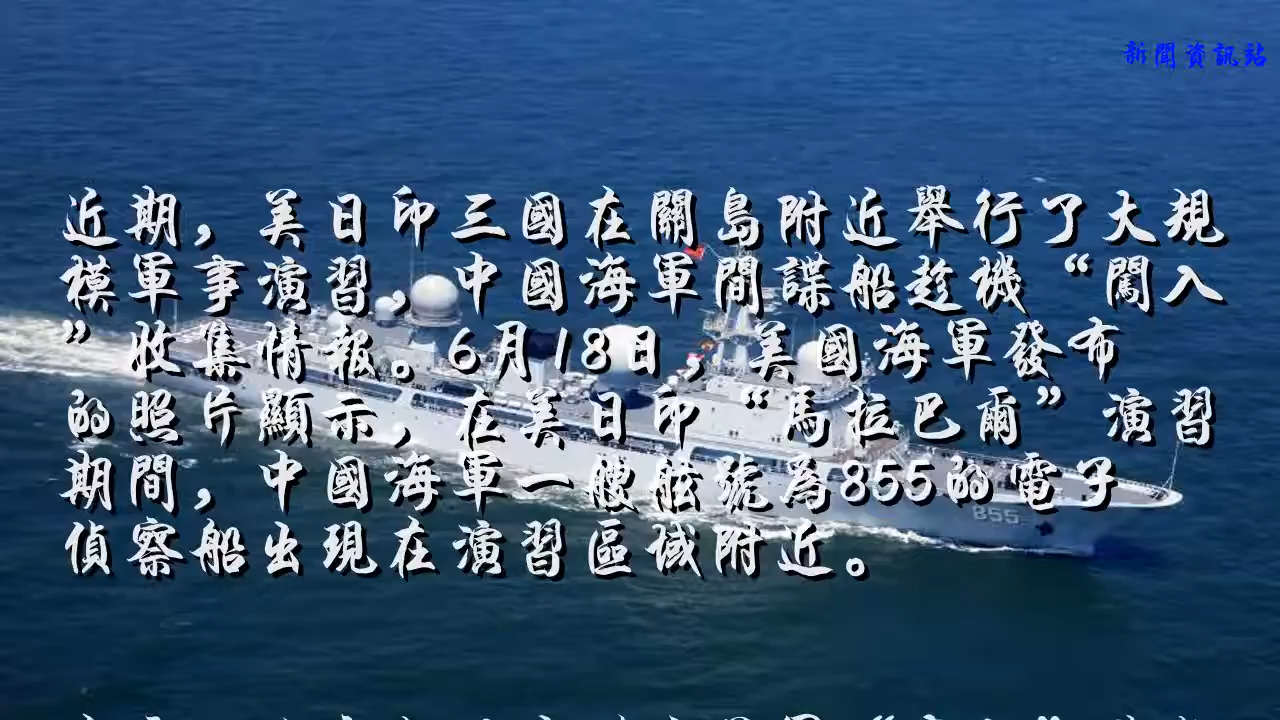 新聞資訊站
近期，美日印三國在關島附近舉行了大規
模軍事演習，中國海軍間諜船趁機“闖入
”收集情報。6月18日，美國海軍發布
的照片顯示，在美日印“馬拉巴爾”演習
期間，中國海軍一艘舷號為855的電子
偵察船出現在演習區域附近。
855